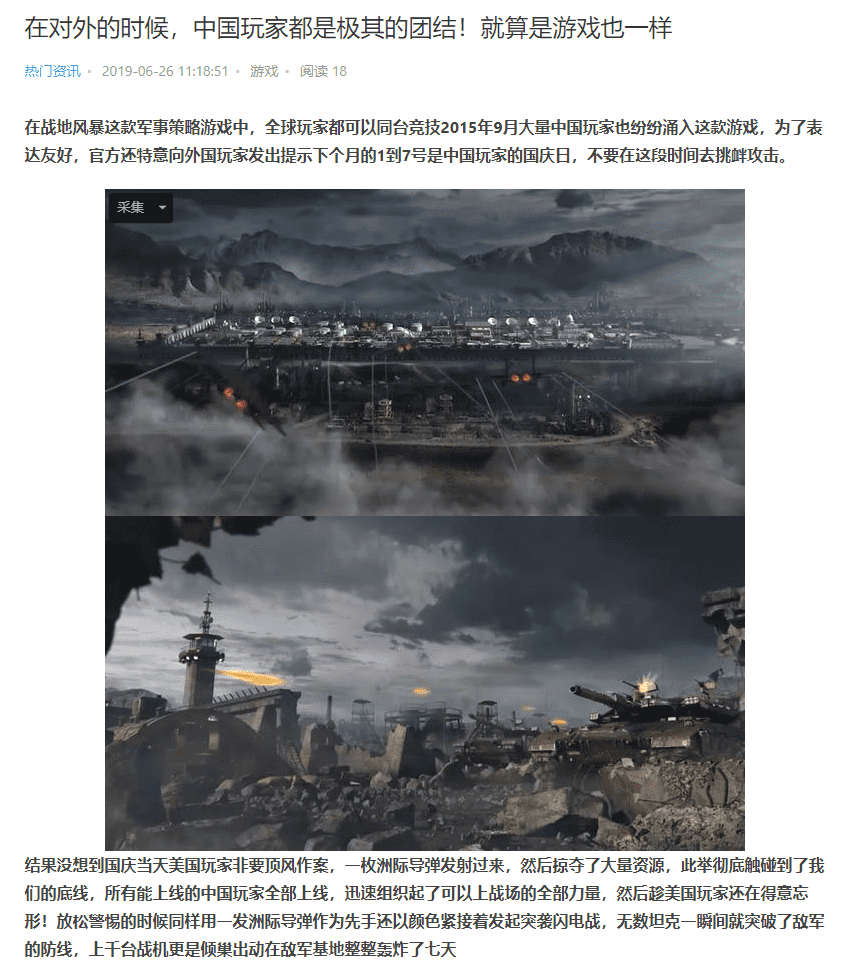 在对外的时候，中国玩家都是极其的团结！就算是游戏也一样
热门资讯 • 2019-06-26 11:18:51 • 游戏 • 阅读 18
在战地风暴这款军事策略游戏中，全球玩家都可以同台竞技2015年9月大量中国玩家也纷纷涌入这款游戏，为了表
达友好，官方还特意向外国玩家发出提示下个月的1到7号是中国玩家的国庆日，不要在这段时间去挑衅攻击。
采集
结果没想到国庆当天美国玩家非要顶风作案，一枚洲际导弹发射过来，然后掠夺了大量资源，此举彻底触碰到了我
们的底线，所有能上线的中国玩家全部上线，迅速组织起了可以上战场的全部力量，然后趁美国玩家还在得意忘
形！放松警惕的时候同样用一发洲际导弹作为先手还以颜色紧接着发起突袭闪电战，无数坦克一瞬间就突破了敌军
的防线，上千台战机更是倾巢出动在敌军基地整整轰炸了七天